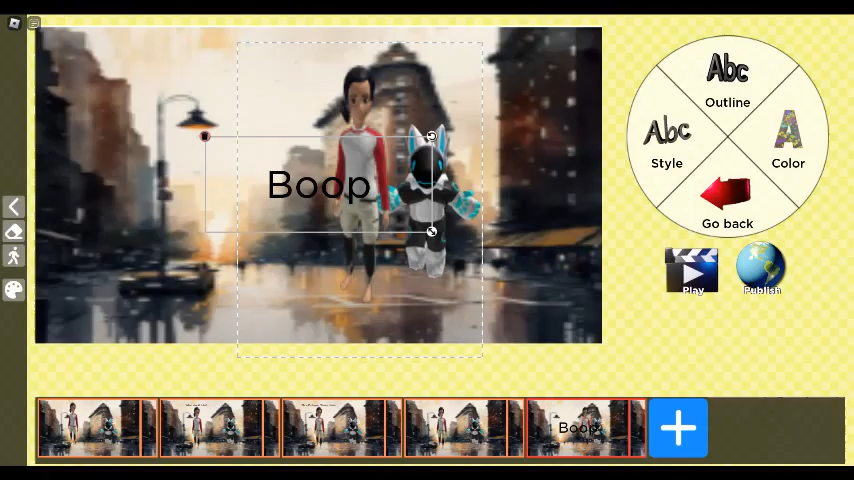 Abc
Outline
Abc
Style
A
Color
Go back
Boop
Play
Publish
Boop